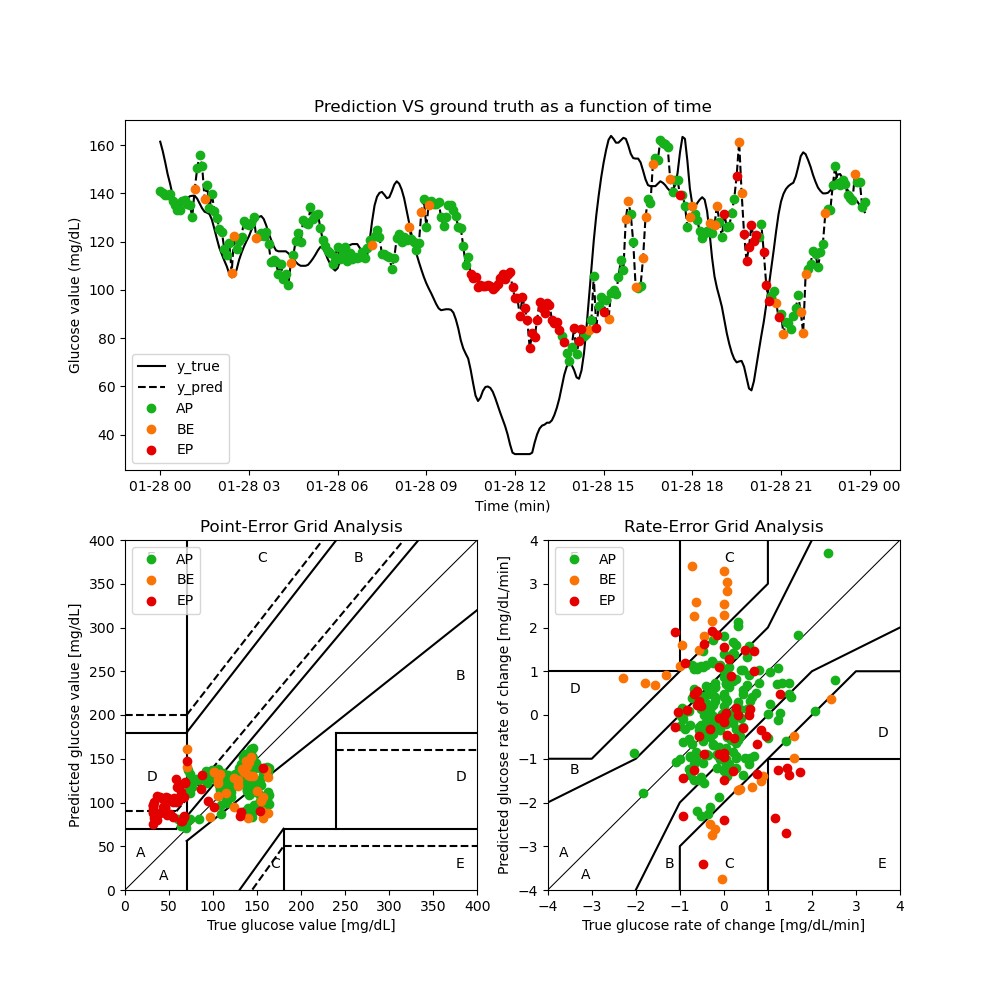 Prediction VS ground truth as a function of time
Glucose value (mg/dL)
160
140
120
100
80
60
40
y_true
y_pred
AP
BE
EP
01-28 00 01-28 03 01-28 06 01-28 09 01-28 12 01-28 15 01-28 18 01-28 21 01-29 00
Time (min)
Point-Error Grid Analysis
Predicted glucose value [mg/dL]
400
350
300
250
200
150
100
50
0
AP
BE
EP
C B
B
D D
A
A
C E
0 50 100 150 200 250 300 350 400
True glucose value [mg/dL]
Rate-Error Grid Analysis
Predicted glucose rate of change [mg/dL/min]
4
3
2
1
0
−1
−2
−3
−4
AP
BE
EP
C
D
D
B
A
A
B C E
−4 −3 −2 −1 0 1 2 3 4
True glucose rate of change [mg/dL/min]